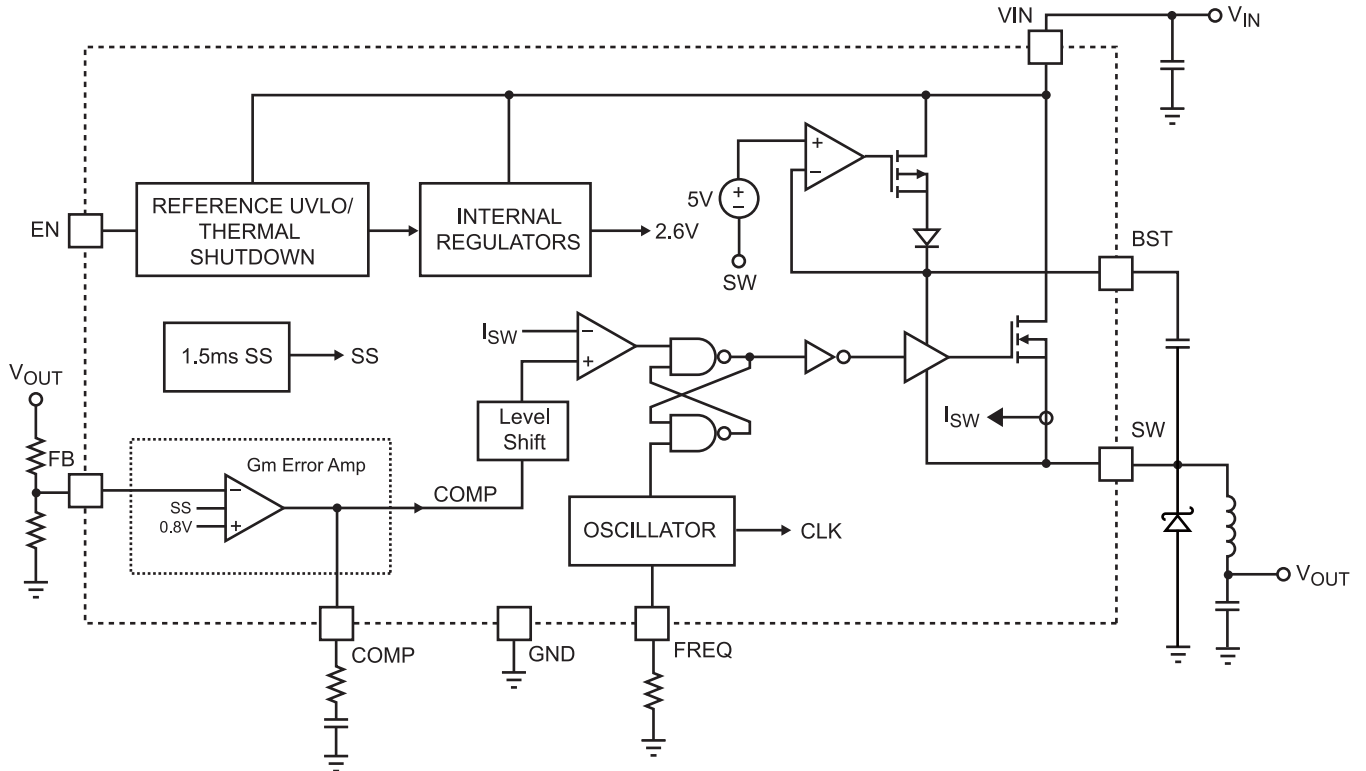 VIN
V_IN
EN
REFERENCE UVLO/
THERMAL
SHUTDOWN
INTERNAL
REGULATORS
2.6V
5V
+
−
SW
+
−
BST
1.5ms SS
SS
I_SW
−
+
Level
Shift
I_SW
SW
V_OUT
FB
Gm Error Amp
−
SS
0.8V
+
COMP
OSCILLATOR
CLK
V_OUT
COMP
GND
FREQ